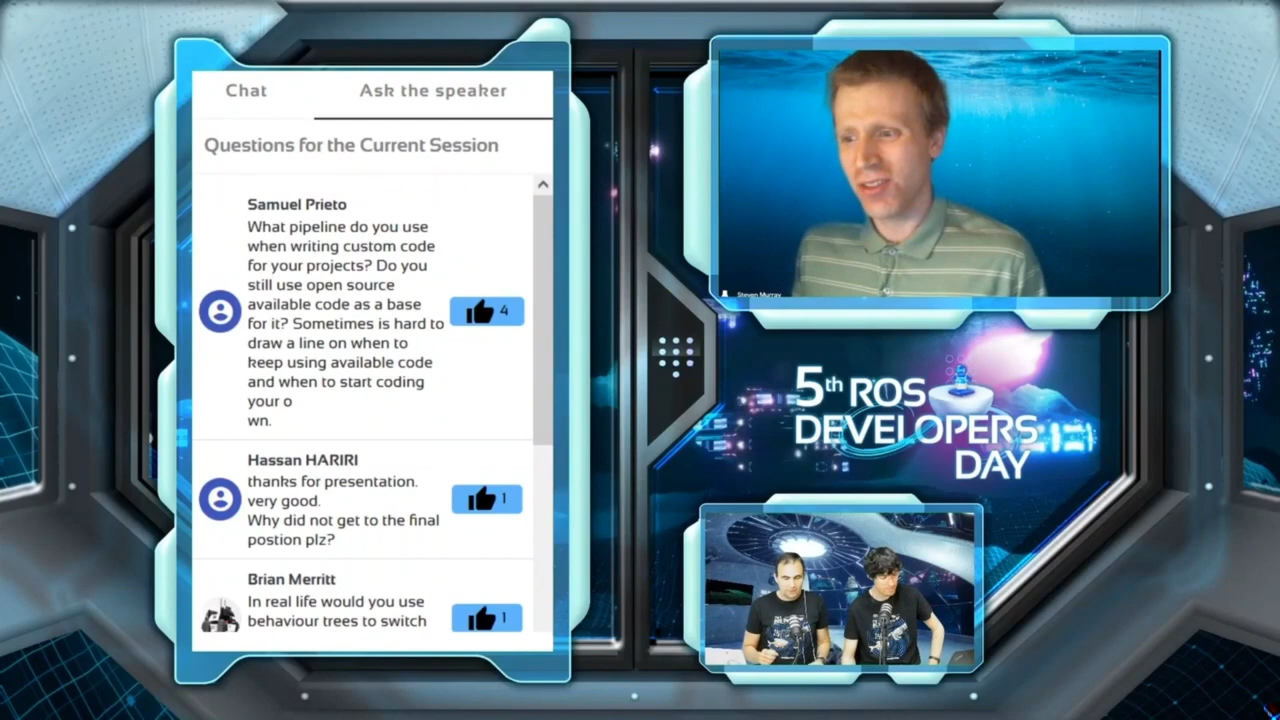 Chat
Ask the speaker
Questions for the Current Session
Samuel Prieto
What pipeline do you use
when writing custom code
for your projects? Do you
still use open source
available code as a base
for it? Sometimes is hard to
draw a line on when to
keep using available code
and when to start coding
your o
wn.
4
Hassan HARIRI
thanks for presentation.
very good.
Why did not get to the final
postion plz?
1
Brian Merritt
In real life would you use
behaviour trees to switch
1
Steven Murray
5th ROS
DEVELOPERS
DAY